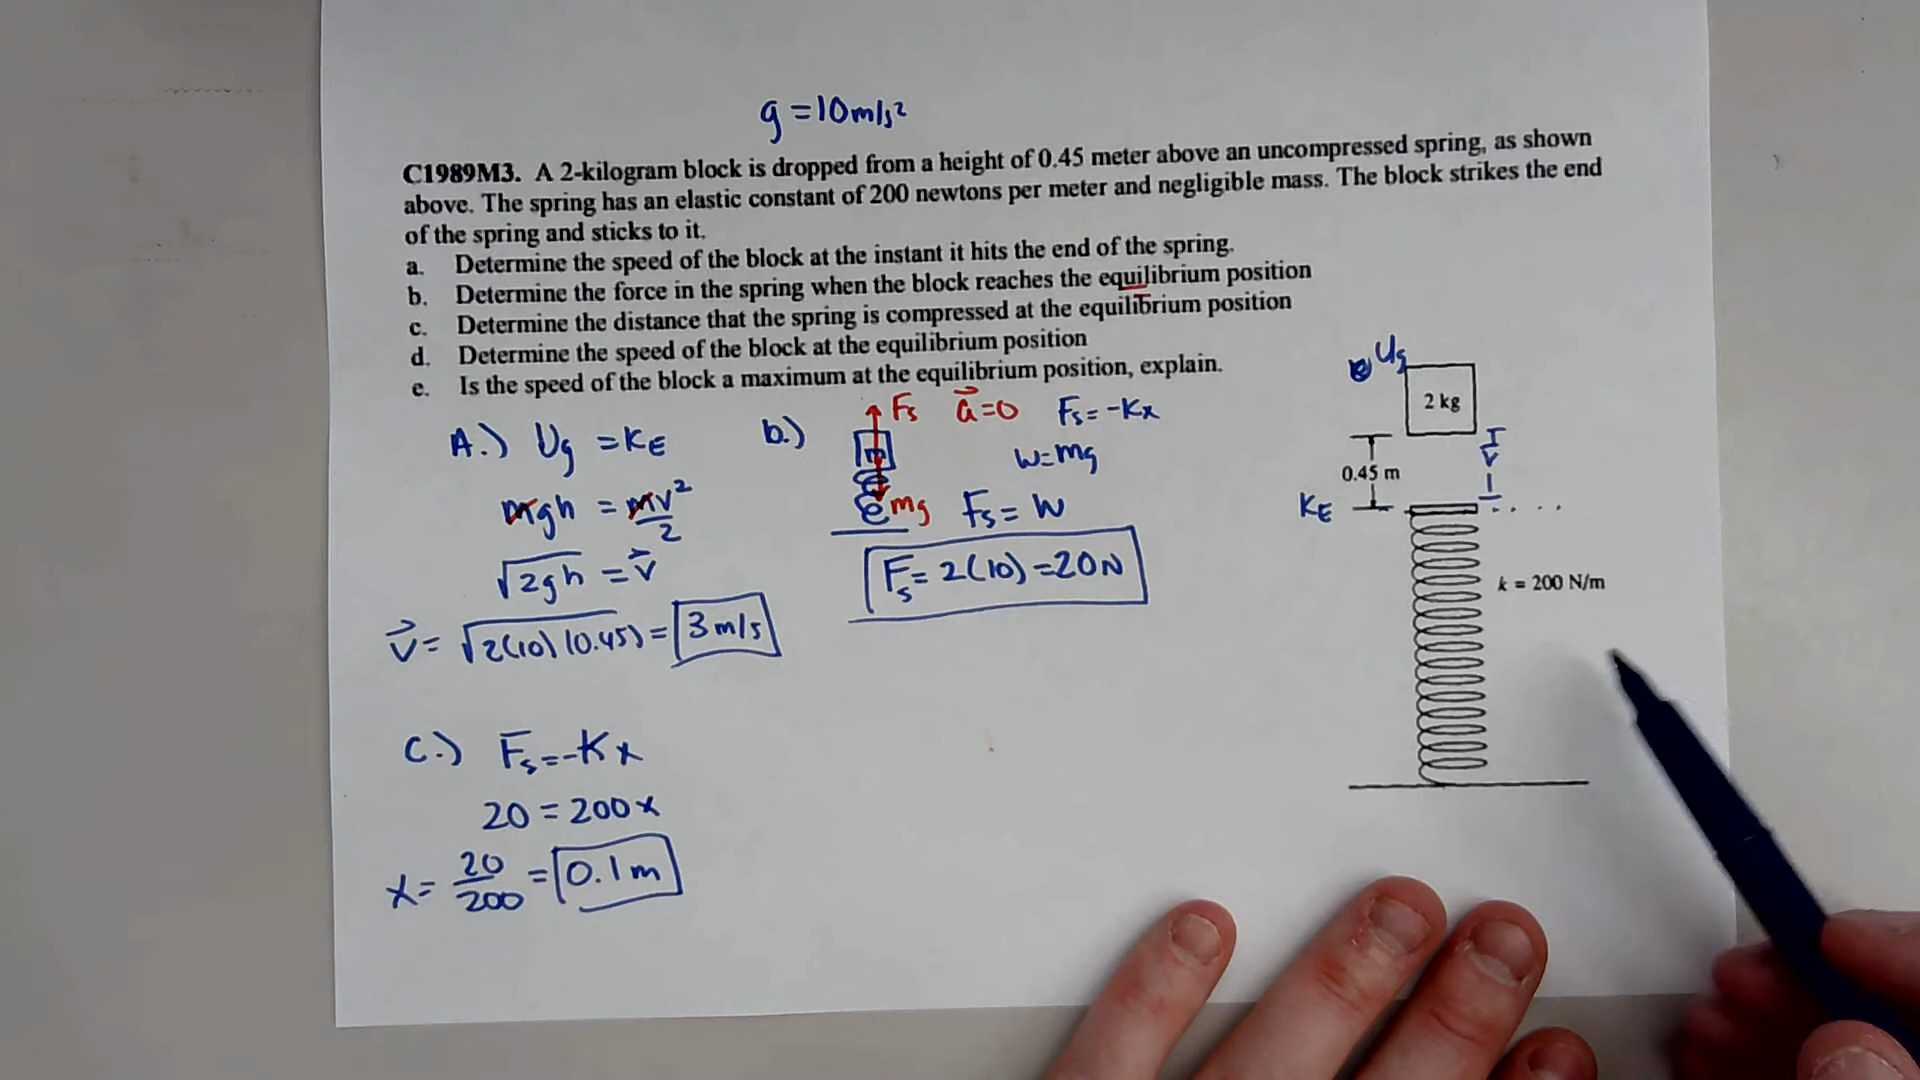 g = 10 m/s²
C1989M3. A 2-kilogram block is dropped from a height of 0.45 meter above an uncompressed spring, as shown
above. The spring has an elastic constant of 200 newtons per meter and negligible mass. The block strikes the end
of the spring and sticks to it.
a. Determine the speed of the block at the instant it hits the end of the spring.
b. Determine the force in the spring when the block reaches the equilibrium position
c. Determine the distance that the spring is compressed at the equilibrium position
d. Determine the speed of the block at the equilibrium position
e. Is the speed of the block a maximum at the equilibrium position, explain.
A.) Ug = KE
mgh = mv²/2
√2gh = v⃗
v⃗ = √2(10)(0.45) = 3 m/s
b.) Fs a⃗=0 Fs = -Kx
m
w = mg
mg Fs = W
Fs = 2(10) = 20N
C.) Fs = -Kx
20 = 200x
x = 20/200 = 0.1m
Ug
2 kg
0.45 m
KE
k = 200 N/m